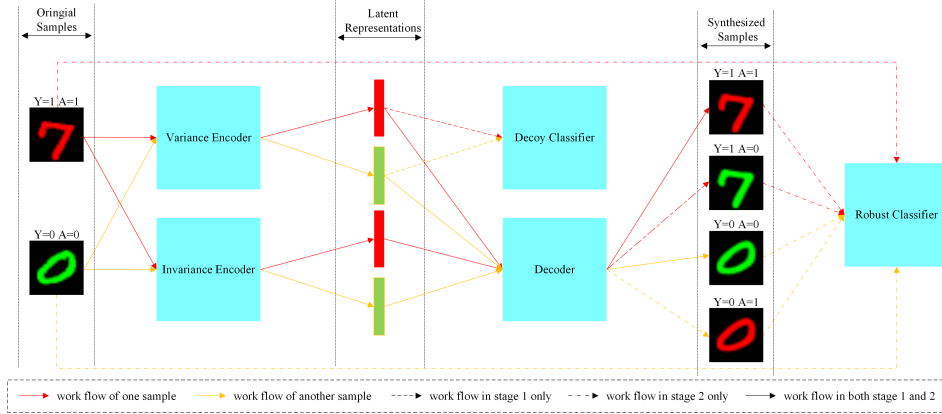 Oringial
Samples
Latent
Representations
Synthesized
Samples
Y=1 A=1
Y=0 A=0
Variance Encoder
Invariance Encoder
Decoy Classifier
Decoder
Y=1 A=1
Y=1 A=0
Y=0 A=0
Y=0 A=1
Robust Classifier
work flow of one sample
work flow of another sample
work flow in stage 1 only
work flow in stage 2 only
work flow in both stage 1 and 2